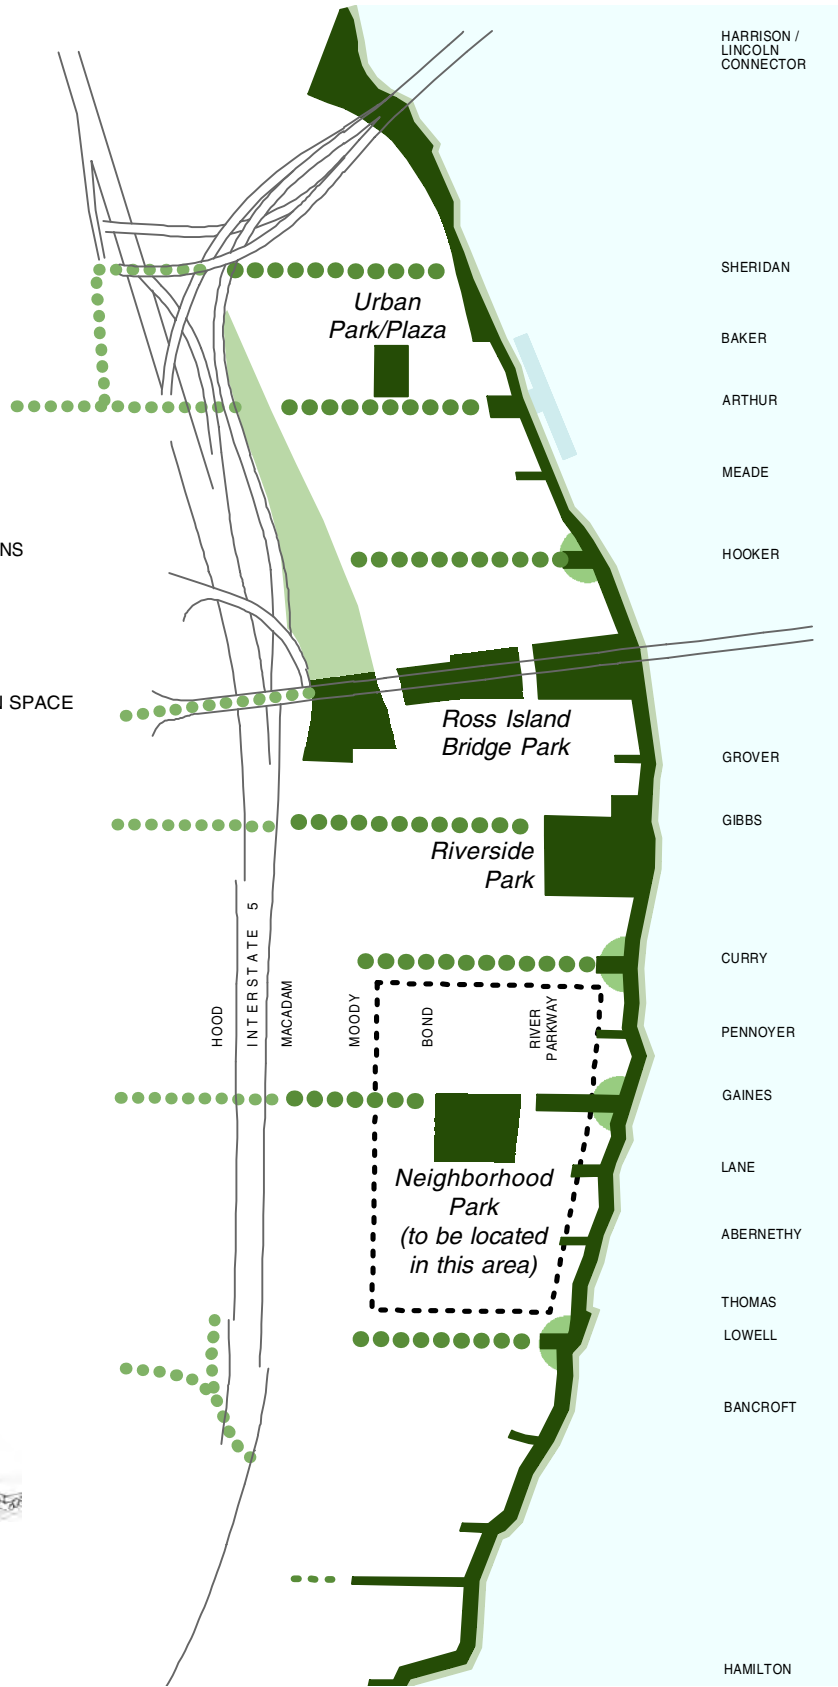 HARRISON /
LINCOLN
CONNECTOR
SHERIDAN
Urban
Park/Plaza
BAKER
ARTHUR
MEADE
NS
HOOKER
N SPACE
Ross Island
Bridge Park
GROVER
GIBBS
Riverside
Park
CURRY
HOOD
INTERSTATE 5
MACADAM
MOODY
BOND
RIVER
PARKWAY
PENNOYER
GAINES
LANE
Neighborhood
Park
(to be located
in this area)
ABERNETHY
THOMAS
LOWELL
BANCROFT
HAMILTON